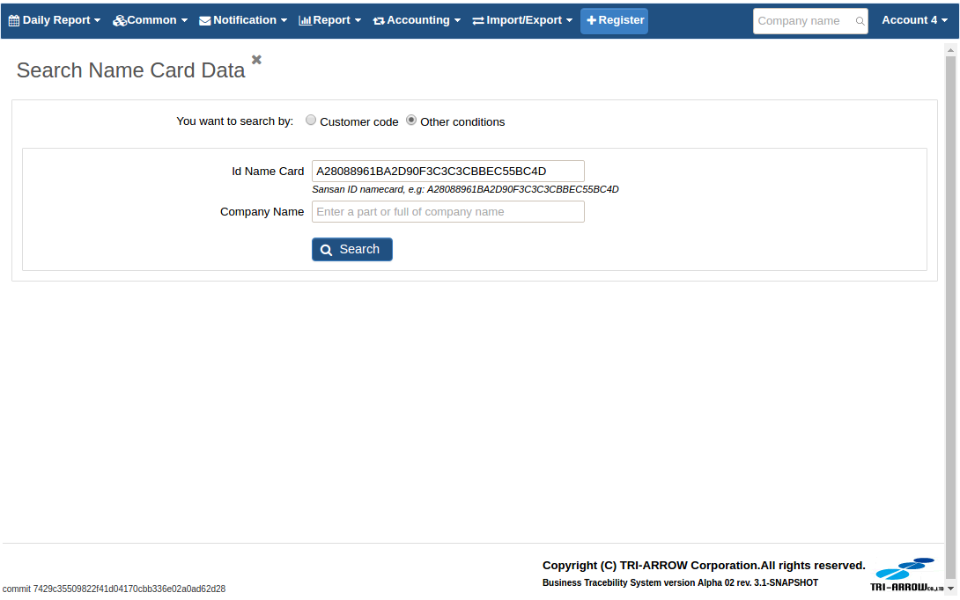 Daily Report Common Notification Report Accounting Import/Export Register Company name Account 4
Search Name Card Data
You want to search by: Customer code Other conditions
Id Name Card A28088961BA2D90F3C3C3CBBEC55BC4D
Sansan ID namecard, e.g: A28088961BA2D90F3C3C3CBBEC55BC4D
Company Name Enter a part or full of company name
Search
Copyright (C) TRI-ARROW Corporation.All rights reserved.
Business Tracebility System version Alpha 02 rev. 3.1-SNAPSHOT
TRI-ARROW CO.,LTD
commit 7429c35509822f41d04170cbb336e02a0ad62d28